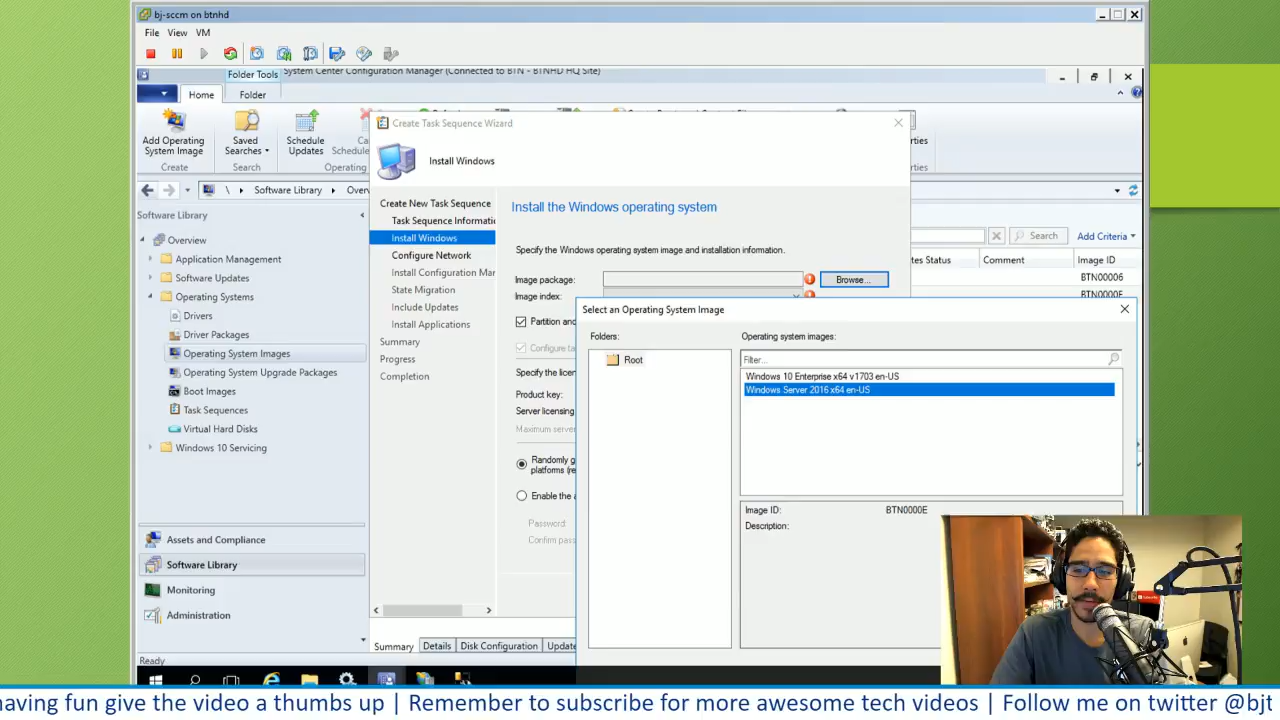 bj-sccm on btnhd
File View VM
Folder Tools System Center Configuration Manager (Connected to BTN - BTNHD HQ Site)
Home Folder
Add Operating System Image
Saved Searches
Schedule Updates
Create Search Operating
Software Library
Software Library
Overview
Application Management
Software Updates
Operating Systems
Drivers
Driver Packages
Operating System Images
Operating System Upgrade Packages
Boot Images
Task Sequences
Virtual Hard Disks
Windows 10 Servicing
Assets and Compliance
Software Library
Monitoring
Administration
Ready
Create Task Sequence Wizard
Install Windows
Create New Task Sequence
Task Sequence Informati
Install Windows
Configure Network
Install Configuration Mar
State Migration
Include Updates
Install Applications
Summary
Progress
Completion
Install the Windows operating system
Specify the Windows operating system image and installation information.
Image package: Browse...
Image index:
Partition and
Configure ta
Specify the licen
Product key:
Server licensing
Maximum server
Randomly g
platforms (re
Enable the a
Password:
Confirm pass
Summary Details Disk Configuration Update
Search Add Criteria
tes Status Comment Image ID
BTN00006
BTN0000E
Select an Operating System Image
Folders: Operating system images:
Root
Filter...
Windows 10 Enterprise x64 v1703 en-US
Windows Server 2016 x64 en-US
Image ID: BTN0000E
Description:
having fun give the video a thumbs up | Remember to subscribe for more awesome tech videos | Follow me on twitter @bjt